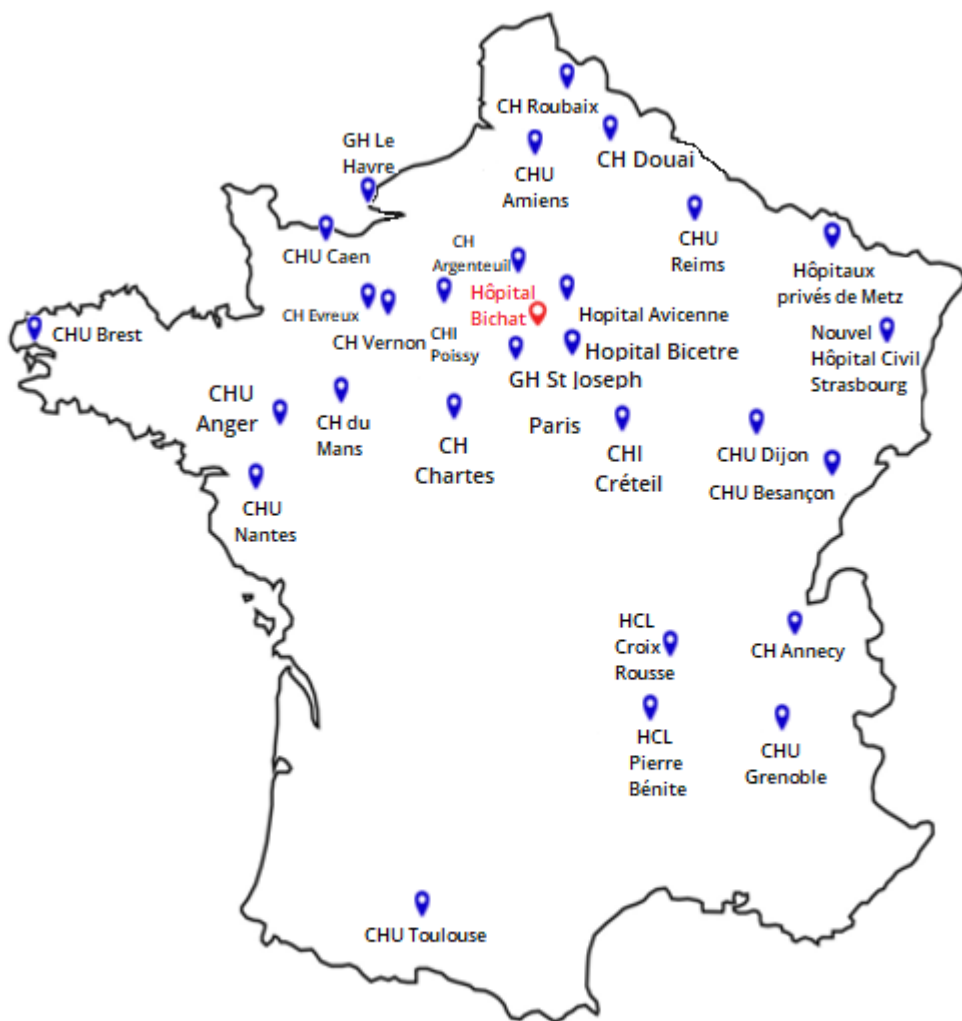 CH Roubaix
CH Douai
GH Le
Havre
CHU
Amiens
CHU
Reims
CHU Caen
CH
Argenteuil
Hôpitaux
privés de Metz
Hôpital
Bichat
Hopital Avicenne
CH Evreux
CH Vernon
CHI
Poissy
CHU Brest
Nouvel
Hôpital Civil
Strasbourg
Hopital Bicetre
GH St Joseph
Paris
CHU
Anger
CH du
Mans
CH
Chartes
CHI
Créteil
CHU Dijon
CHU Besançon
CHU
Nantes
HCL
Croix
Rousse
CH Annecy
HCL
Pierre
Bénite
CHU
Grenoble
CHU Toulouse